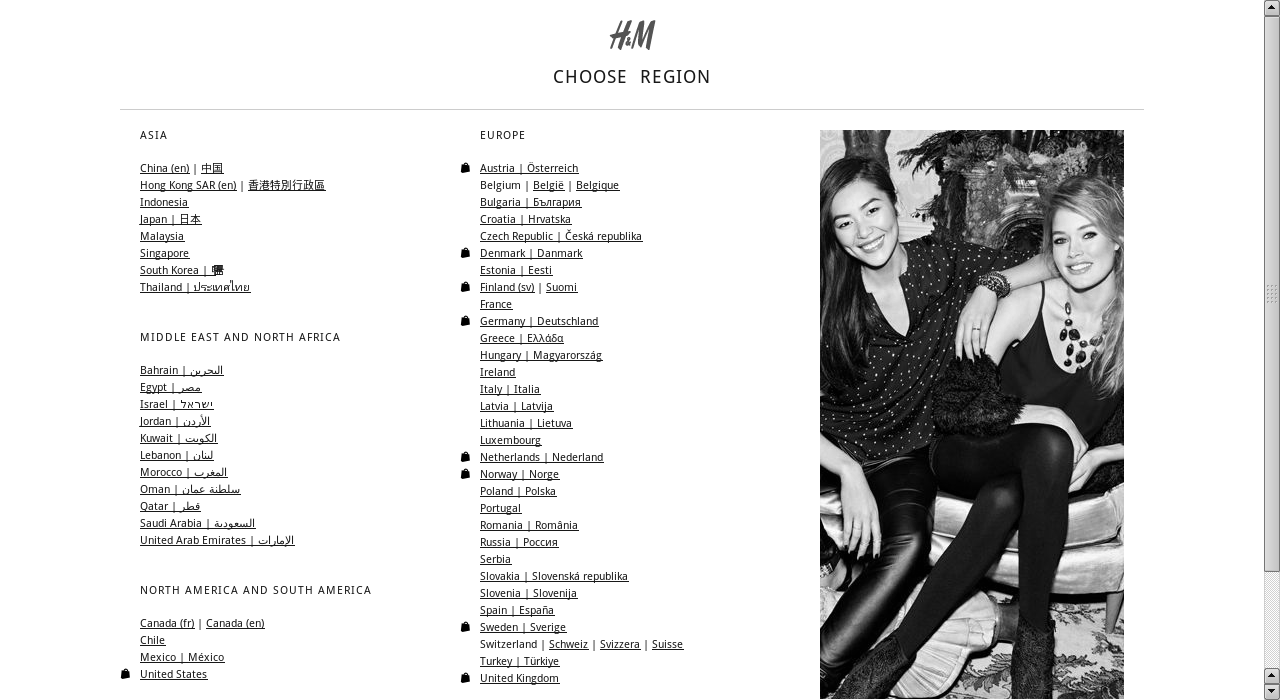 H&M
CHOOSE REGION
ASIA
China (en) | 中国
Hong Kong SAR (en) | 香港特別行政區
Indonesia
Japan | 日本
Malaysia
Singapore
South Korea |
Thailand | ประเทศไทย
MIDDLE EAST AND NORTH AFRICA
Bahrain | البحرين
Egypt | مصر
Israel | ישראל
Jordan | الأردن
Kuwait | الكويت
Lebanon | لبنان
Morocco | المغرب
Oman | سلطنة عمان
Qatar | قطر
Saudi Arabia | السعودية
United Arab Emirates | الإمارات
NORTH AMERICA AND SOUTH AMERICA
Canada (fr) | Canada (en)
Chile
Mexico | México
United States
EUROPE
Austria | Österreich
Belgium | België | Belgique
Bulgaria | България
Croatia | Hrvatska
Czech Republic | Česká republika
Denmark | Danmark
Estonia | Eesti
Finland (sv) | Suomi
France
Germany | Deutschland
Greece | Ελλάδα
Hungary | Magyarország
Ireland
Italy | Italia
Latvia | Latvija
Lithuania | Lietuva
Luxembourg
Netherlands | Nederland
Norway | Norge
Poland | Polska
Portugal
Romania | România
Russia | Россия
Serbia
Slovakia | Slovenská republika
Slovenia | Slovenija
Spain | España
Sweden | Sverige
Switzerland | Schweiz | Svizzera | Suisse
Turkey | Türkiye
United Kingdom